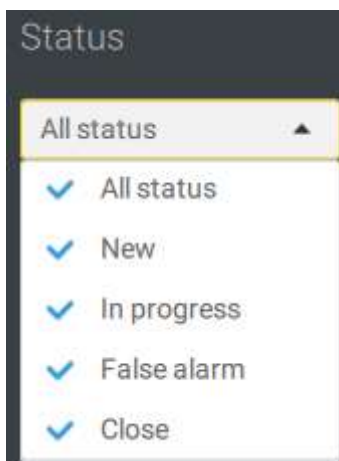 Status
All status
All status
New
In progress
False alarm
Close